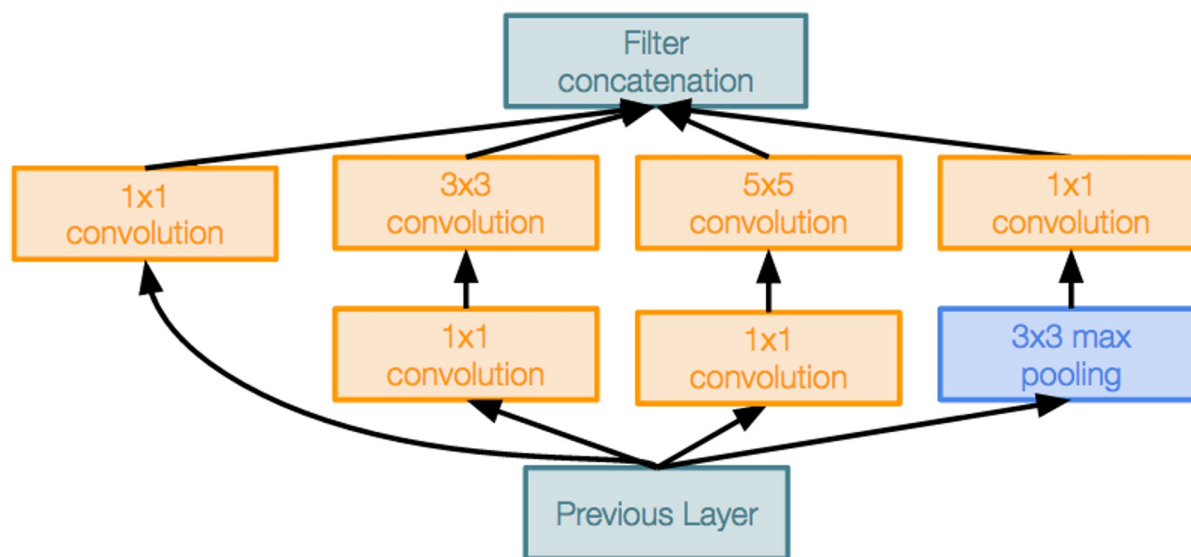 Filter
concatenation
1x1
convolution
3x3
convolution
5x5
convolution
1x1
convolution
1x1
convolution
1x1
convolution
3x3 max
pooling
Previous Layer